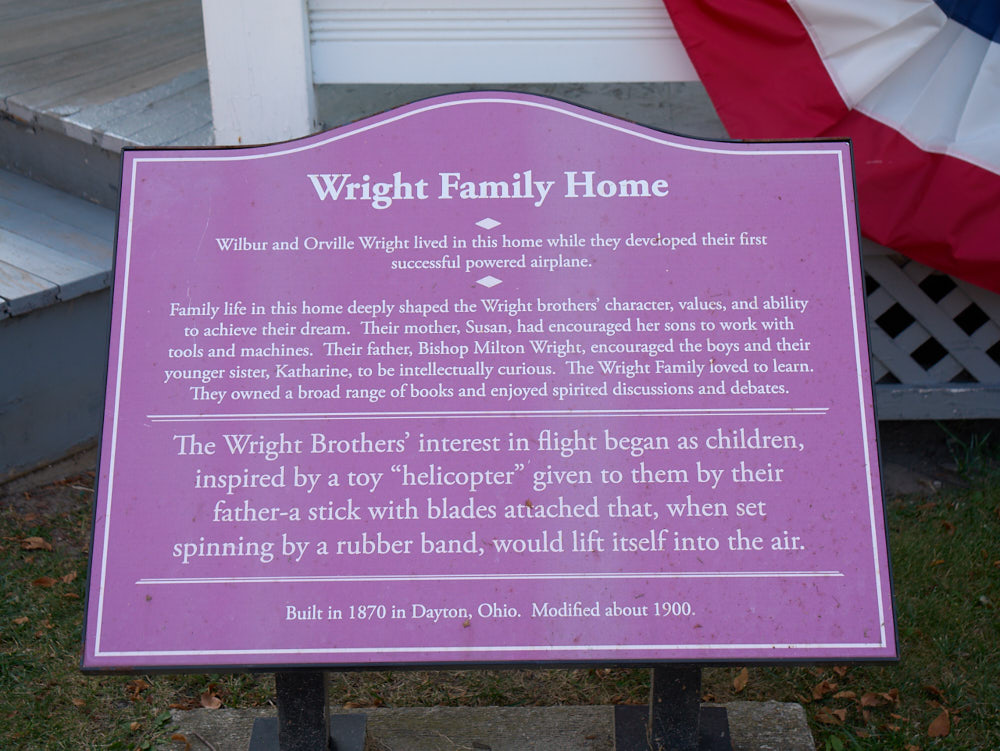 Wright Family Home
Wilbur and Orville Wright lived in this home while they developed their first
successful powered airplane.
Family life in this home deeply shaped the Wright brothers’ character, values, and ability
to achieve their dream.  Their mother, Susan, had encouraged her sons to work with
tools and machines.  Their father, Bishop Milton Wright, encouraged the boys and their
younger sister, Katharine, to be intellectually curious.  The Wright Family loved to learn.
They owned a broad range of books and enjoyed spirited discussions and debates.
The Wright Brothers’ interest in flight began as children,
inspired by a toy “helicopter” given to them by their
father-a stick with blades attached that, when set
spinning by a rubber band, would lift itself into the air.
Built in 1870 in Dayton, Ohio.  Modified about 1900.